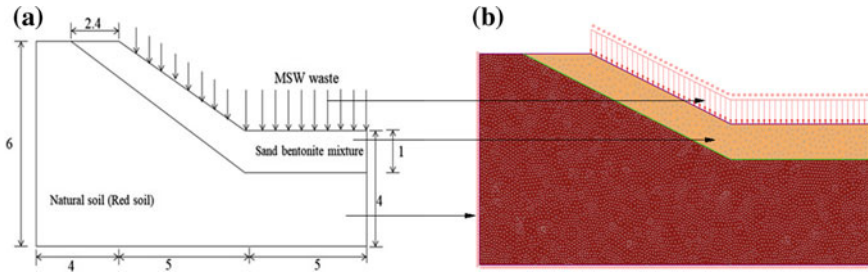 (a)
(b)
2.4
MSW waste
6
Sand bentonite mixture
1
Natural soil (Red soil)
4
4
5
5